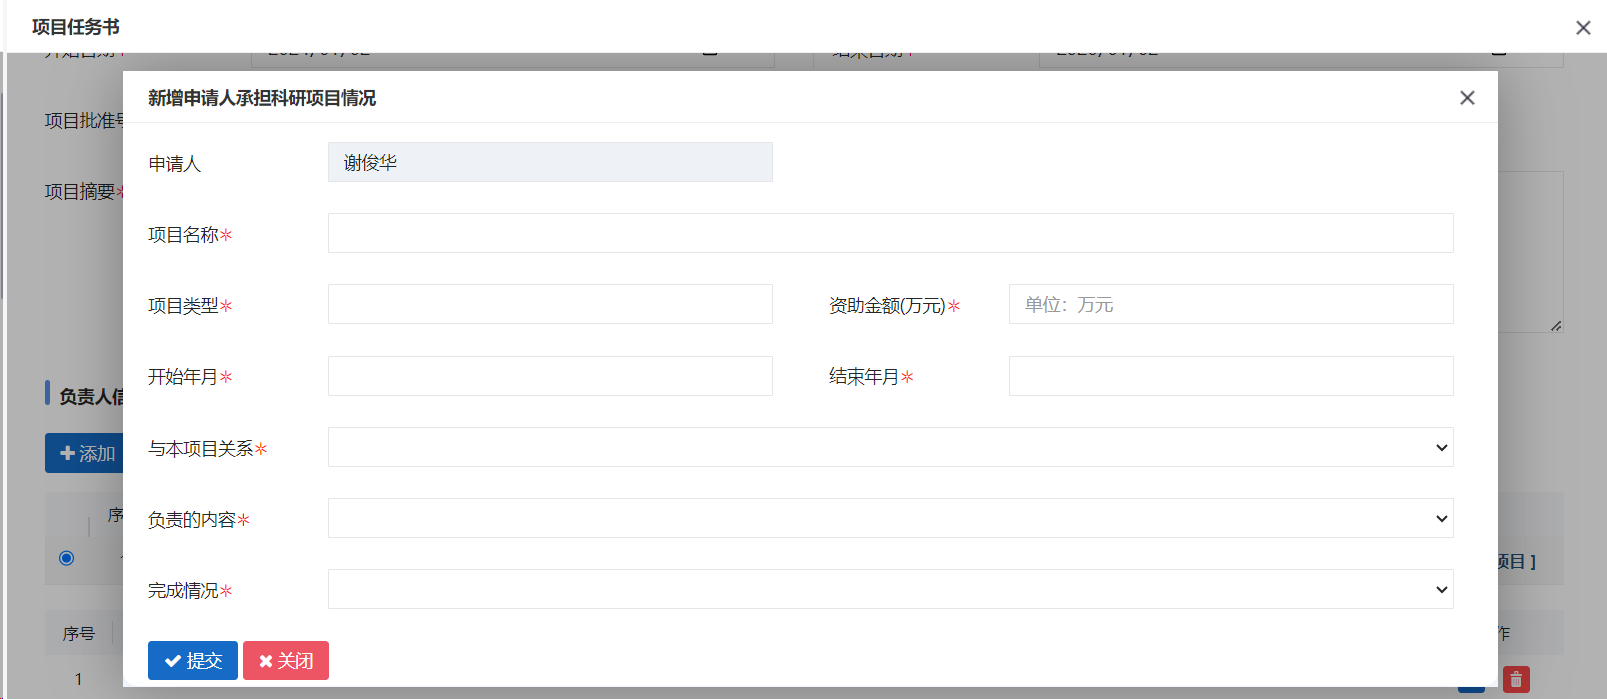 项目任务书
项目批准号
项目摘要*
负责人信
添加
序
项目 ]
序号
作
1
新增申请人承担科研项目情况
申请人 谢俊华
项目名称*
项目类型* 资助金额(万元)* 单位：万元
开始年月* 结束年月*
与本项目关系*
负责的内容*
完成情况*
提交 关闭